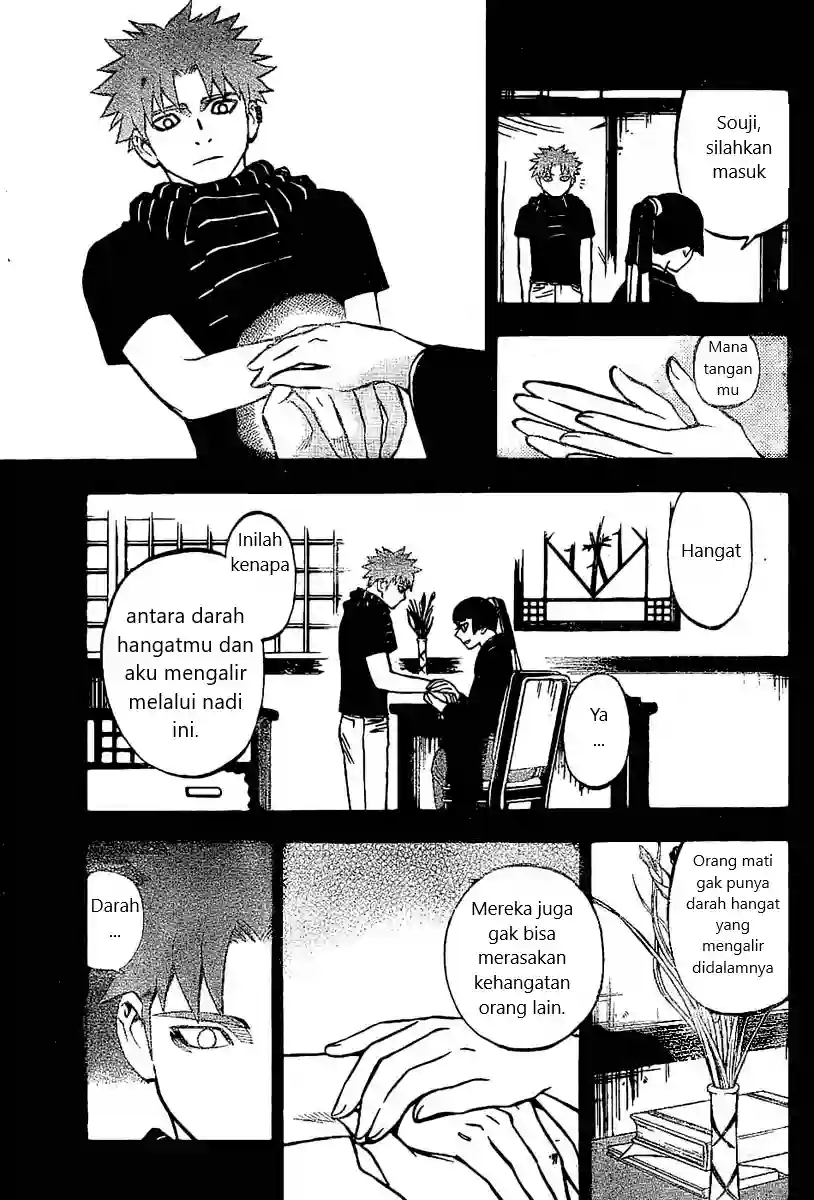 Souji,
silahkan
masuk
Mana
tangan
mu
Hangat
Ya
...
Inilah
kenapa
antara darah
hangatmu dan
aku mengalir
melalui nadi
ini.
Orang mati
gak punya
darah hangat
yang
mengalir
didalamnya
Mereka juga
gak bisa
merasakan
kehangatan
orang lain.
Darah
...